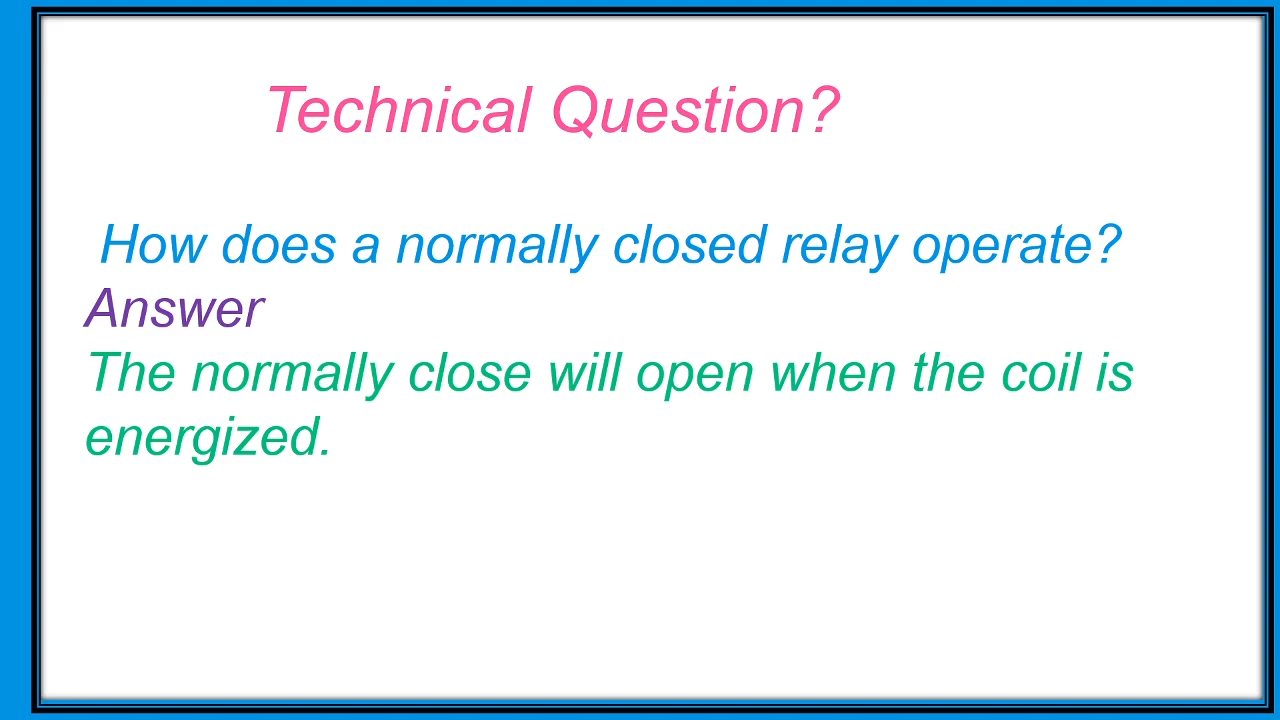 Technical Question?
How does a normally closed relay operate?
Answer
The normally close will open when the coil is
energized.